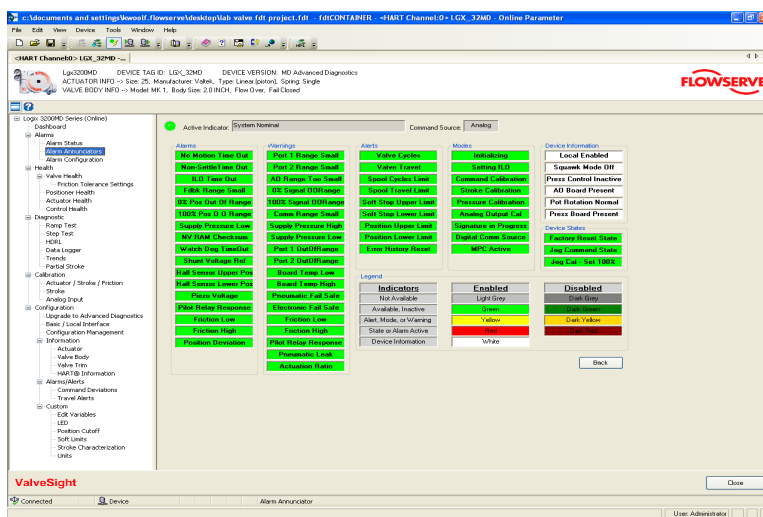 c:\documents and settings\kwoolf.flowserve\desktop\lab valve fdt project.fdt - fdtCONTAINER - <HART Channel:0> LGX_32MD - Online Parameter
File Edit View Device Tools Window Help
<HART Channel:0> LGX_32MD -...
Lgx3200MD DEVICE TAG ID: LGX_32MD DEVICE VERSION: MD Advanced Diagnostics
ACTUATOR INFO --> Size: 25, Manufacturer: Valtek, Type: Linear (piston), Spring: Single
VALVE BODY INFO --> Model: MK 1, Body Size: 2.0 INCH, Flow Over, Fail Closed
FLOWSERVE
Logix 3200MD Series (Online)
Dashboard
Alarms
Alarm Status
Alarm Annunciators
Alarm Configuration
Health
Valve Health
Friction Tolerance Settings
Positioner Health
Actuator Health
Control Health
Diagnostic
Ramp Test
Step Test
HDRL
Data Logger
Trends
Partial Stroke
Calibration
Actuator / Stroke / Friction
Stroke
Analog Input
Configuration
Upgrade to Advanced Diagnostics
Basic / Local Interface
Configuration Management
Information
Actuator
Valve Body
Valve Trim
HART® Information
Alarms/Alerts
Command Deviations
Travel Alerts
Custom
Edit Variables
LED
Position Cutoff
Soft Limits
Stroke Characterization
Units
Active Indicator: System Nominal
Command Source: Analog
Alarms
No Motion Time Out
Non-SettleTime Out
ILO Time Out
Fdbk Range Small
0% Pos Out Of Range
100% Pos O O Range
Supply Pressure Low
NV RAM Checksum
Watch Dog TimeOut
Shunt Voltage Ref
Hall Sensor Upper Pos
Hall Sensor Lower Pos
Piezo Voltage
Pilot Relay Response
Friction Low
Friction High
Position Deviation
Warnings
Port 1 Range Small
Port 2 Range Small
AO Range Too Small
0% Signal OORange
100% Signal OORange
Comm Range Small
Supply Pressure High
Supply Pressure Low
Port 1 OutOfRange
Port 2 OutOfRange
Board Temp Low
Board Temp High
Pneumatic Fail Safe
Electronic Fail Safe
Friction Low
Friction High
Pilot Relay Response
Pneumatic Leak
Actuation Ratio
Alerts
Valve Cycles
Valve Travel
Spool Cycles Limit
Spool Travel Limit
Soft Stop Upper Limit
Soft Stop Lower Limit
Position Upper Limit
Position Lower Limit
Error History Reset
Modes
Initializing
Setting ILO
Command Calibration
Stroke Calibration
Pressure Calibration
Analog Output Cal
Signature in Progress
Digital Comm Source
MPC Active
Device Information
Local Enabled
Squawk Mode Off
Press Control Inactive
AO Board Present
Pot Rotation Normal
Press Board Present
Device States
Factory Reset State
Jog Command State
Jog Cal - Set 100%
Legend
Indicators Enabled Disabled
Not Available Light Grey Dark Grey
Available, Inactive Green Dark Green
Alert, Mode, or Warning Yellow Dark Yellow
State or Alarm Active Red Dark Red
Device Information White
Back
ValveSight
Close
Connected Device Alarm Annunciator
User: Administrator